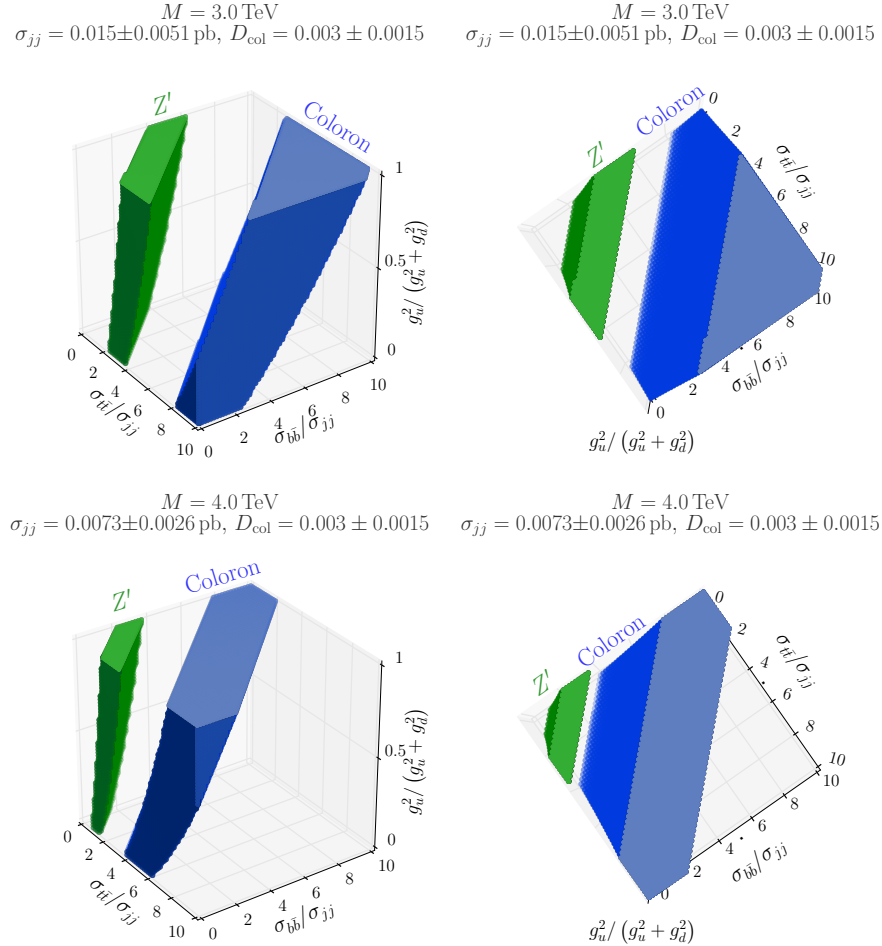 M = 3.0 TeV
σ_jj = 0.015±0.0051 pb, D_col = 0.003 ± 0.0015
Z'
Coloron
1
0.5
0
g_u^2/ (g_u^2 + g_d^2)
0
2
4
6
8
10
σ_tt̄/σ_jj
0
2
4
6
8
10
σ_bb̄/σ_jj
M = 3.0 TeV
σ_jj = 0.015±0.0051 pb, D_col = 0.003 ± 0.0015
Z'
Coloron
0
2
4
6
8
10
σ_tt̄/σ_jj
10
8
6
4
2
0
σ_bb̄/σ_jj
g_u^2/ (g_u^2 + g_d^2)
M = 4.0 TeV
σ_jj = 0.0073±0.0026 pb, D_col = 0.003 ± 0.0015
Z'
Coloron
1
0.5
0
g_u^2/ (g_u^2 + g_d^2)
0
2
4
6
8
10
σ_tt̄/σ_jj
0
2
4
6
8
10
σ_bb̄/σ_jj
M = 4.0 TeV
σ_jj = 0.0073±0.0026 pb, D_col = 0.003 ± 0.0015
Z'
Coloron
0
2
4
6
8
10
σ_tt̄/σ_jj
10
8
6
4
2
0
σ_bb̄/σ_jj
g_u^2/ (g_u^2 + g_d^2)